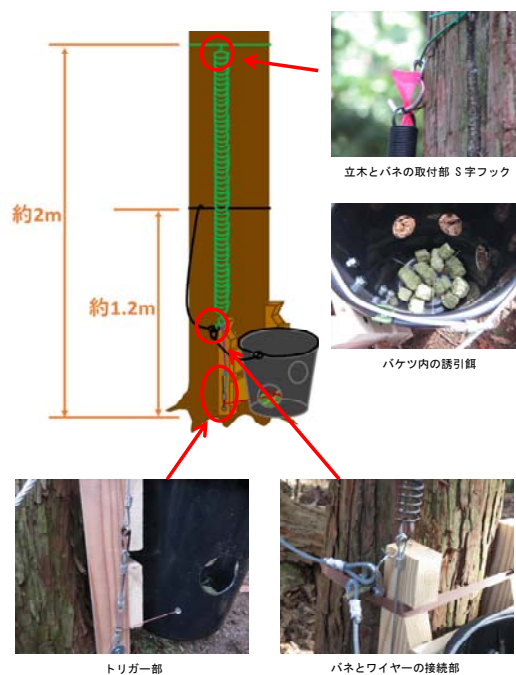 約2m
約1.2m
立木とバネの取付部 S字フック
バケツ内の誘引餌
トリガー部
バネとワイヤーの接続部